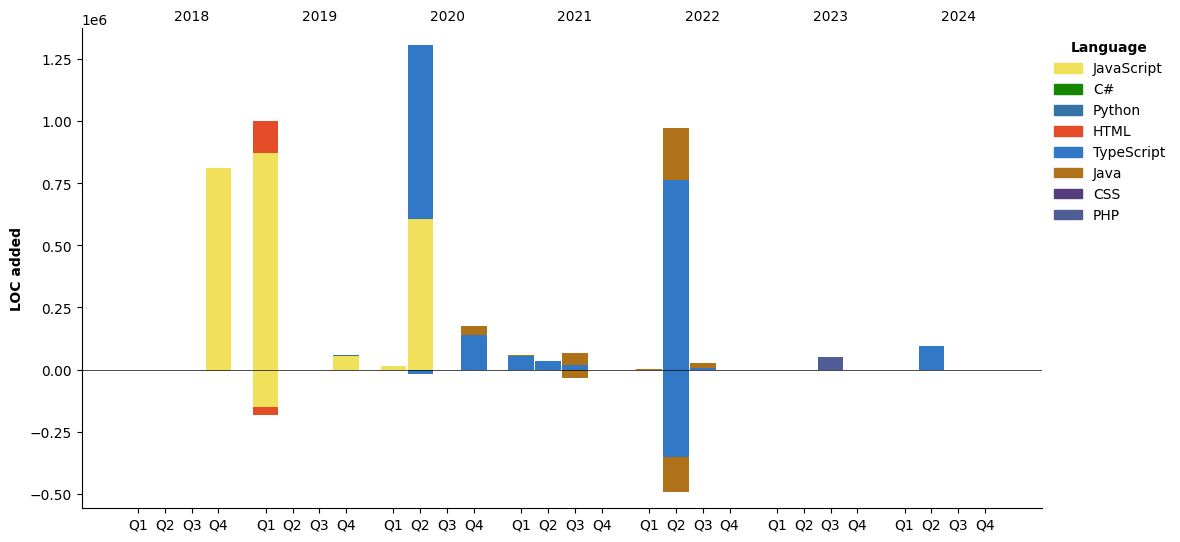 2018 2019 2020 2021 2022 2023 2024
1e6
Language
JavaScript
C#
Python
HTML
TypeScript
Java
CSS
PHP
LOC added
1.25
1.00
0.75
0.50
0.25
0.00
−0.25
−0.50
Q1 Q2 Q3 Q4 Q1 Q2 Q3 Q4 Q1 Q2 Q3 Q4 Q1 Q2 Q3 Q4 Q1 Q2 Q3 Q4 Q1 Q2 Q3 Q4 Q1 Q2 Q3 Q4